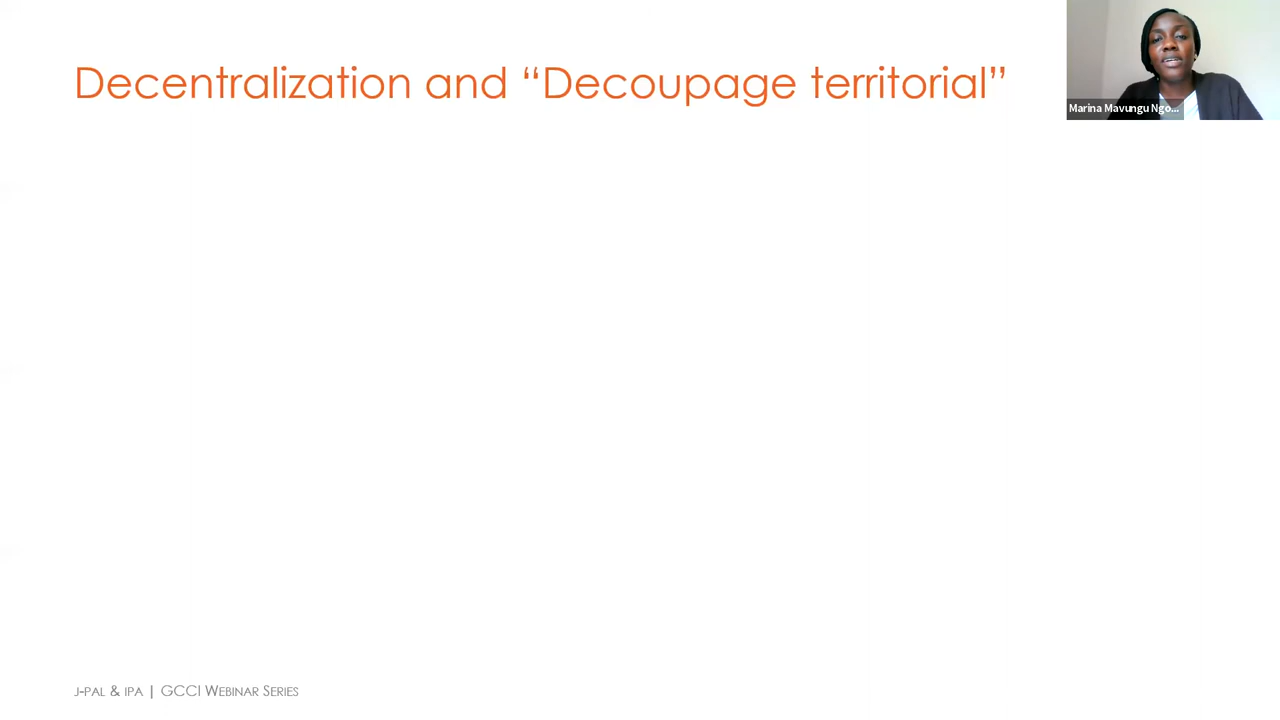 Decentralization and “Decoupage territorial”
Marina Mavungu Ngo...
J-PAL & IPA | GCCI WEBINAR SERIES